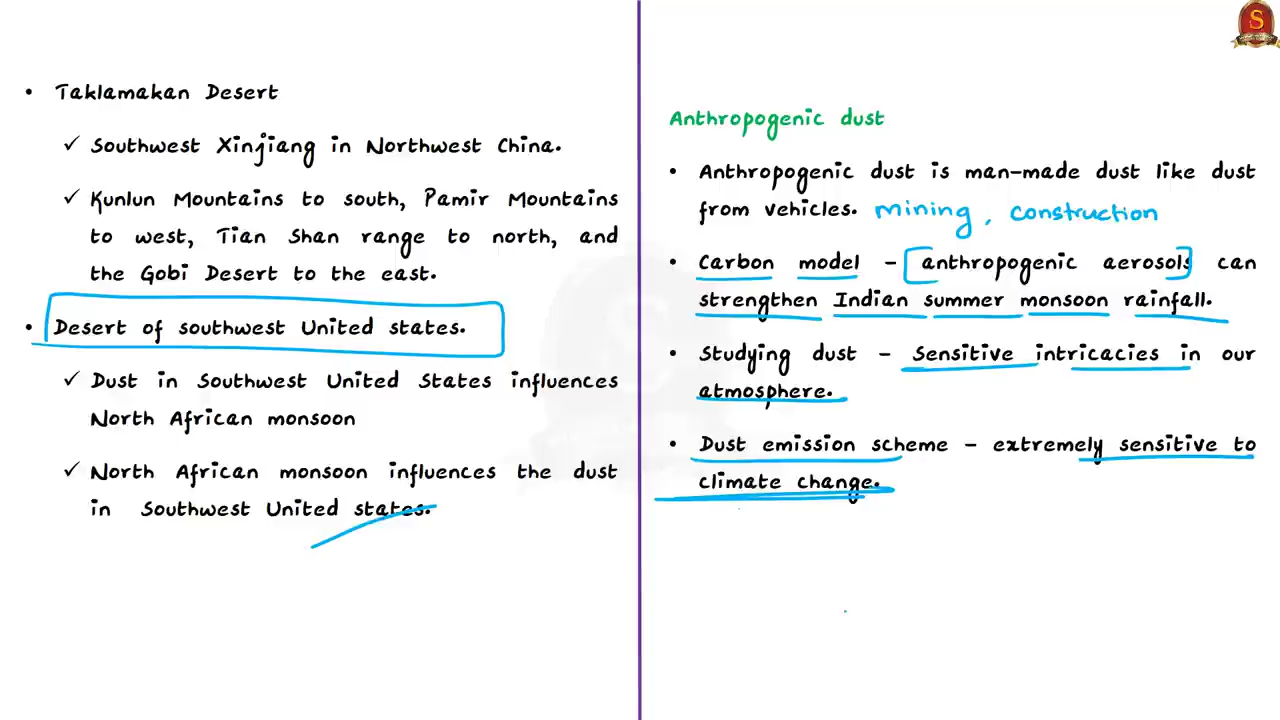 • Taklamakan Desert
✓ Southwest Xinjiang in Northwest China.
✓ Kunlun Mountains to south, Pamir Mountains
to west, Tian Shan range to north, and
the Gobi Desert to the east.
• Desert of southwest United states.
✓ Dust in Southwest United States influences
North African monsoon
✓ North African monsoon influences the dust
in Southwest United states.
S
Anthropogenic dust
• Anthropogenic dust is man-made dust like dust
from vehicles. mining, construction
• Carbon model - [anthropogenic aerosols] can
strengthen Indian summer monsoon rainfall.
• Studying dust - Sensitive intricacies in our
atmosphere.
• Dust emission scheme - extremely sensitive to
climate change.